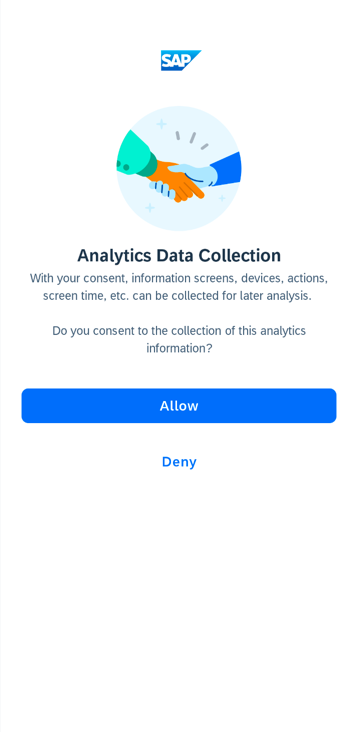 SAP
Analytics Data Collection
With your consent, information screens, devices, actions,
screen time, etc. can be collected for later analysis.
Do you consent to the collection of this analytics
information?
Allow
Deny